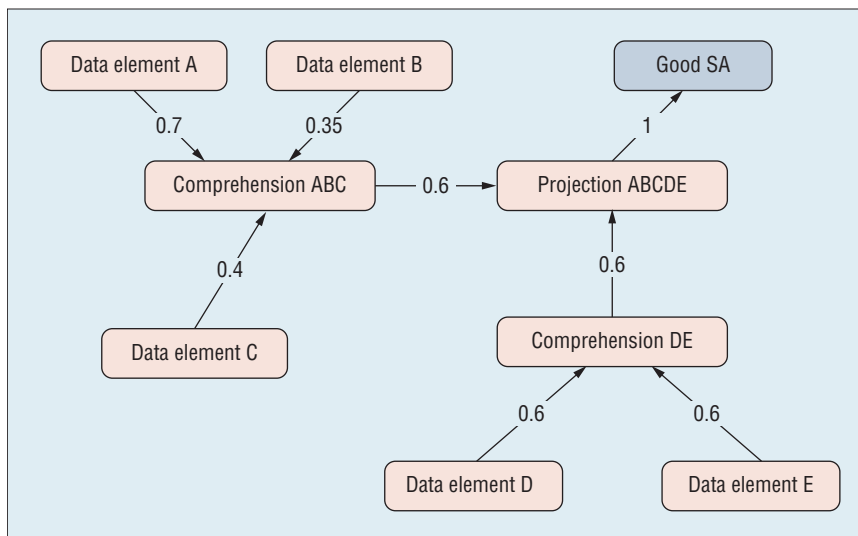 Data element A
Data element B
Good SA
0.7
0.35
1
Comprehension ABC
0.6
Projection ABCDE
0.4
0.6
Data element C
Comprehension DE
0.6
0.6
Data element D
Data element E